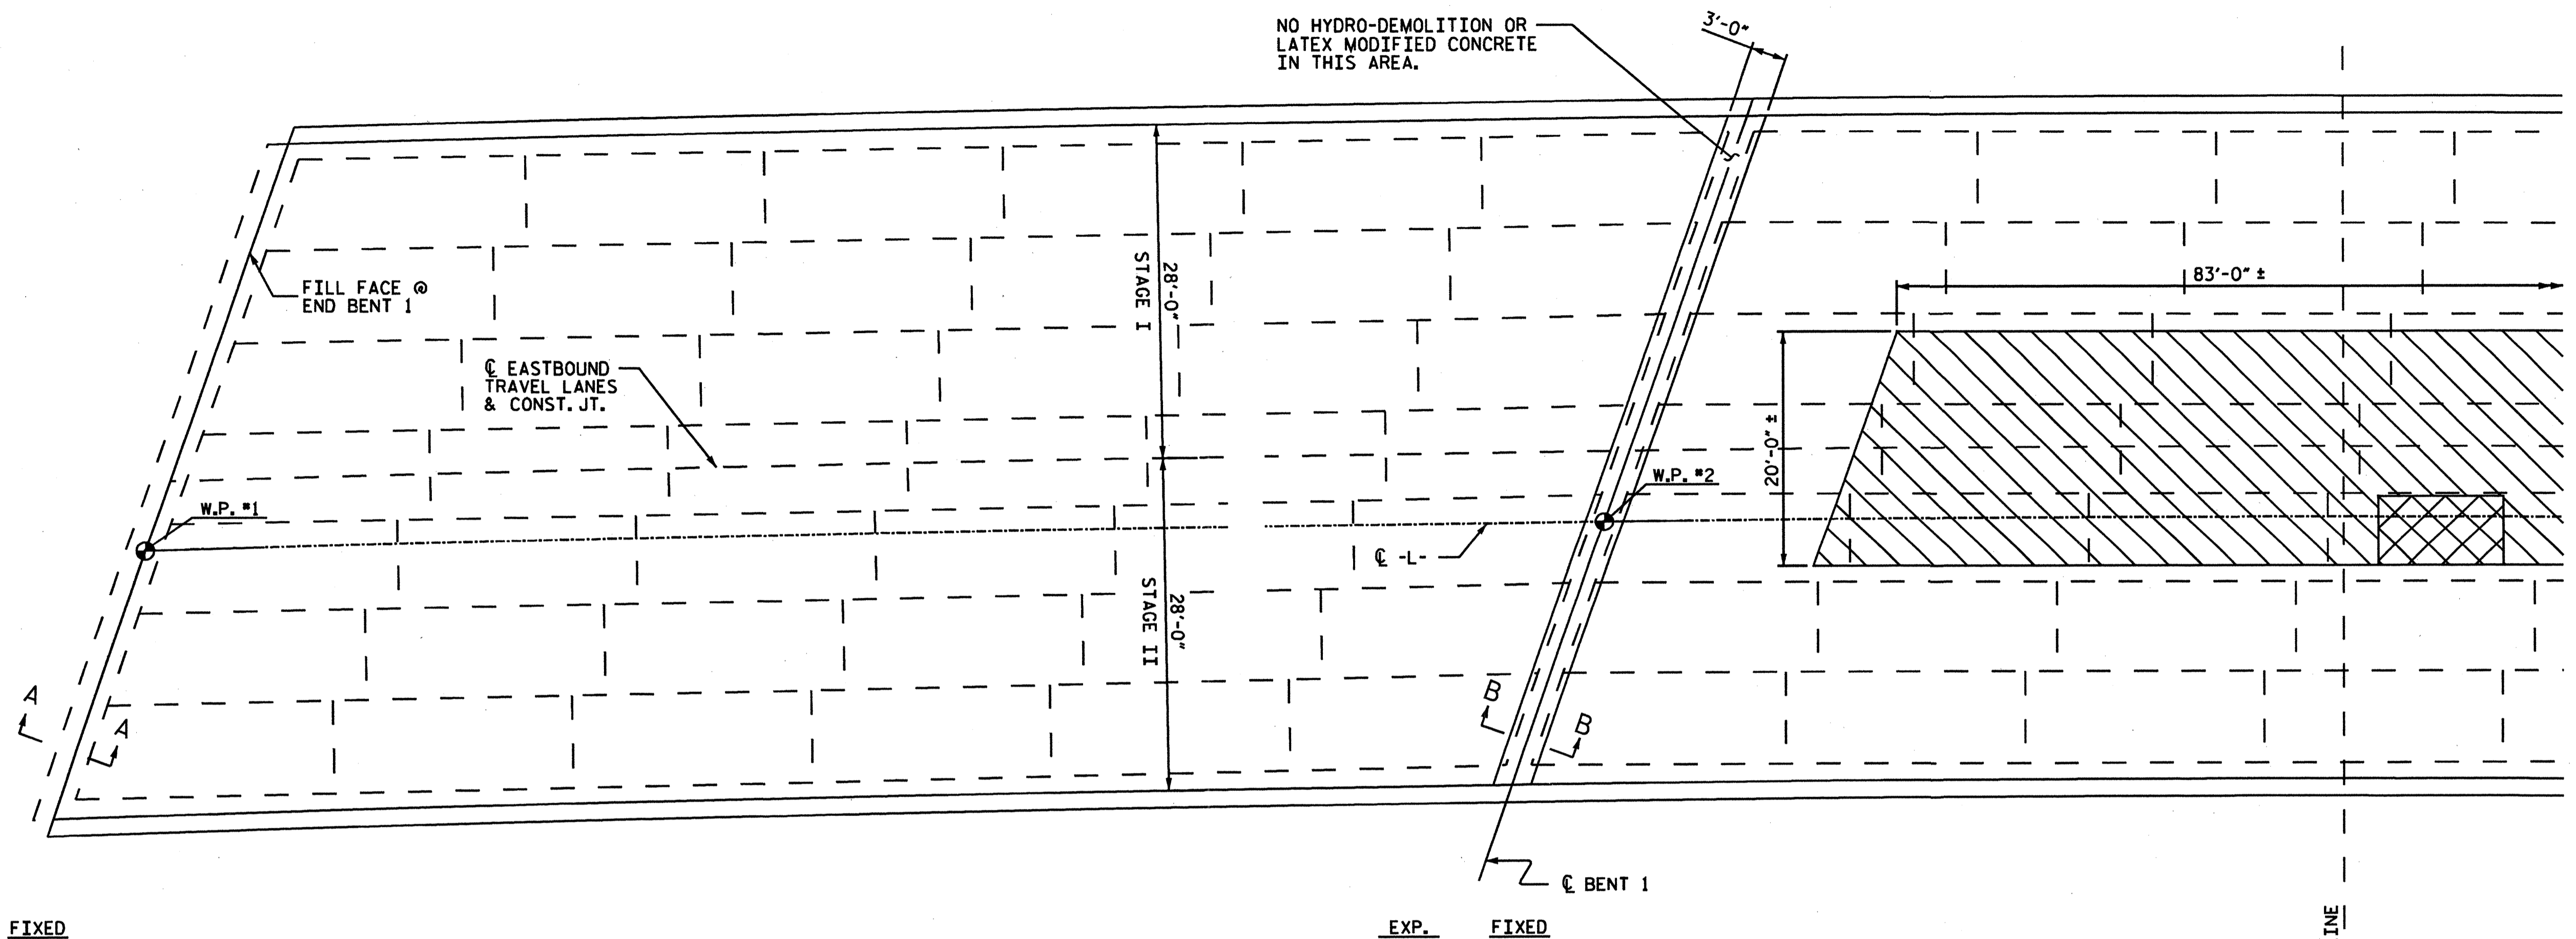 NO HYDRO-DEMOLITION OR
LATEX MODIFIED CONCRETE
IN THIS AREA.
3'-0"
FILL FACE @
END BENT 1
STAGE I
28'-0"
83'-0" ±
℄ EASTBOUND
TRAVEL LANES
& CONST. JT.
20'-0" ±
W.P. #1
W.P. #2
℄ -L-
STAGE II
28'-0"
A
A
B
B
℄ BENT 1
FIXED
EXP.
FIXED
INE